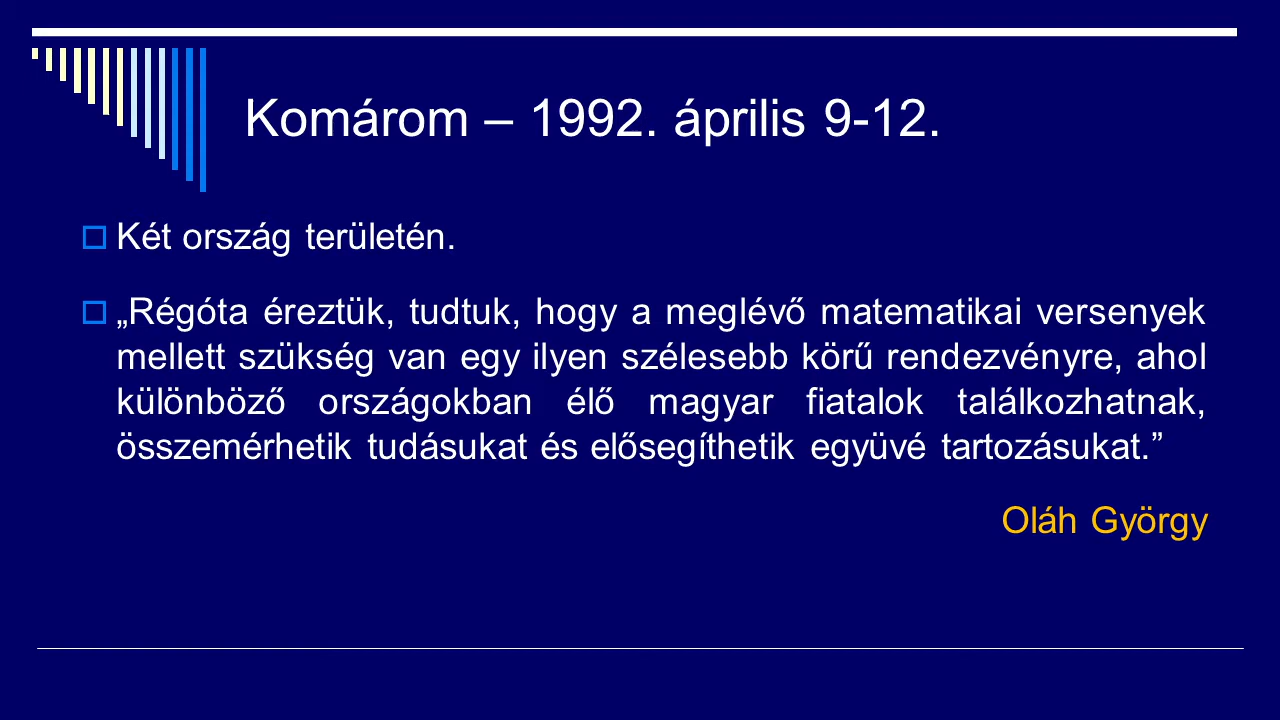 Komárom – 1992. április 9-12.
Két ország területén.
„Régóta éreztük, tudtuk, hogy a meglévő matematikai versenyek
mellett szükség van egy ilyen szélesebb körű rendezvényre, ahol
különböző országokban élő magyar fiatalok találkozhatnak,
összemérhetik tudásukat és elősegíthetik együvé tartozásukat.”
Oláh György